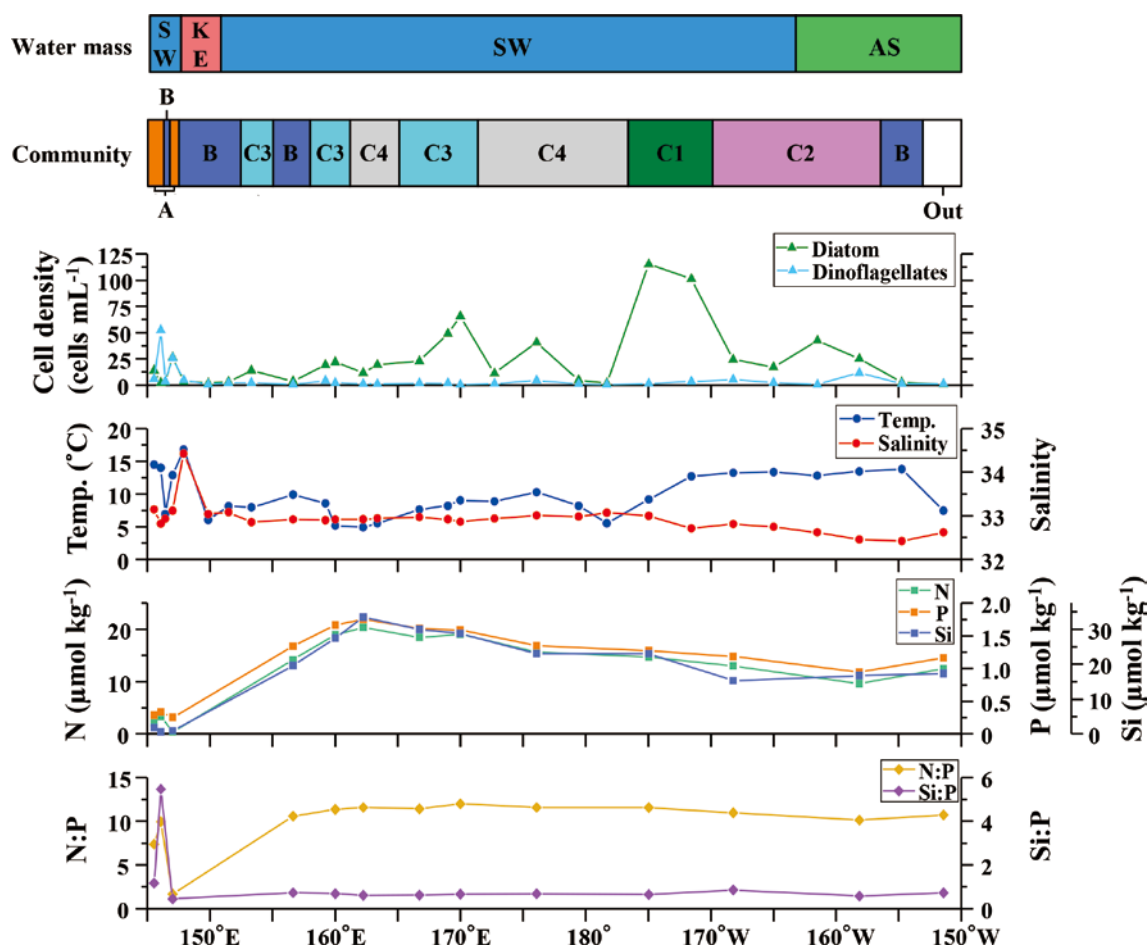 Water mass
SW
KE
SW
AS
B
Community
B
C3
B
C3
C4
C3
C4
C1
C2
B
A
Out
Cell density
(cells mL⁻¹)
125
100
75
50
25
0
Diatom
Dinoflagellates
Temp. (˚C)
20
15
10
5
0
Temp.
Salinity
35
34
33
32
Salinity
N (μmol kg⁻¹)
20
10
0
N
P
Si
2.0
1.5
1.0
0.5
0
P (μmol kg⁻¹)
30
20
10
0
Si (μmol kg⁻¹)
N:P
15
10
5
0
N:P
Si:P
6
4
2
0
Si:P
150°E
160°E
170°E
180°
170°W
160°W
150°W